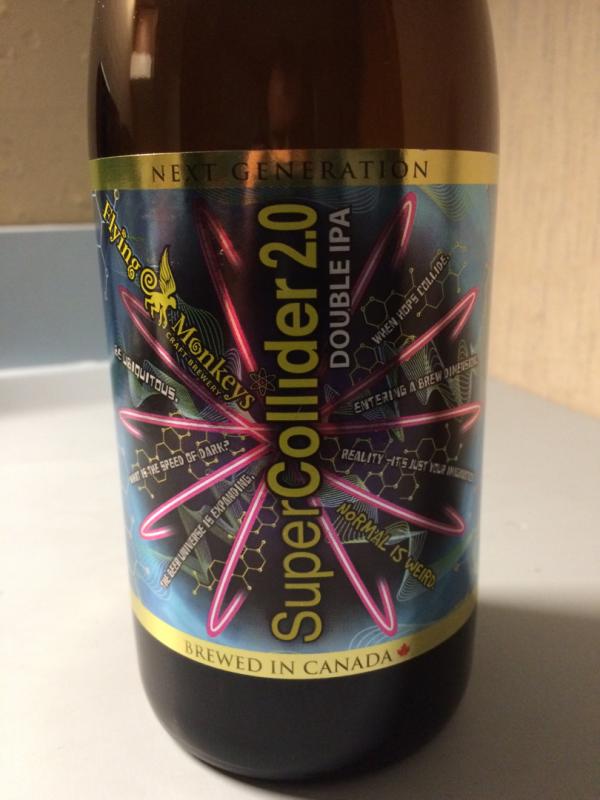 NEXT GENERATION
Flying
Monkeys
CRAFT BREWERY
SuperCollider 2.0
DOUBLE IPA
WHEN HOPS COLLIDE.
BE UBIQUITOUS.
ENTERING A BREW DIMENSION.
WHAT IS THE SPEED OF DARK?
REALITY-IT'S JUST YOUR
THE BEER UNIVERSE IS EXPANDING.
NORMAL IS WEIRD
BREWED IN CANADA